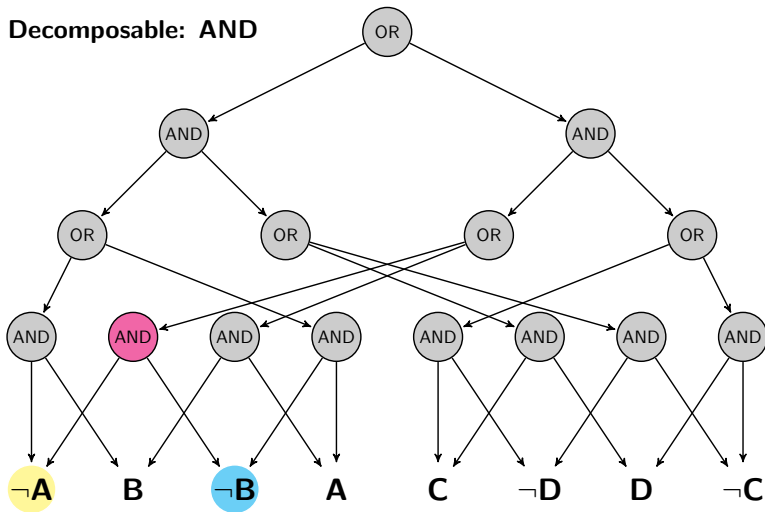 Decomposable: AND
OR
AND AND
OR OR OR OR
AND AND AND AND AND AND AND AND
¬A B ¬B A C ¬D D ¬C